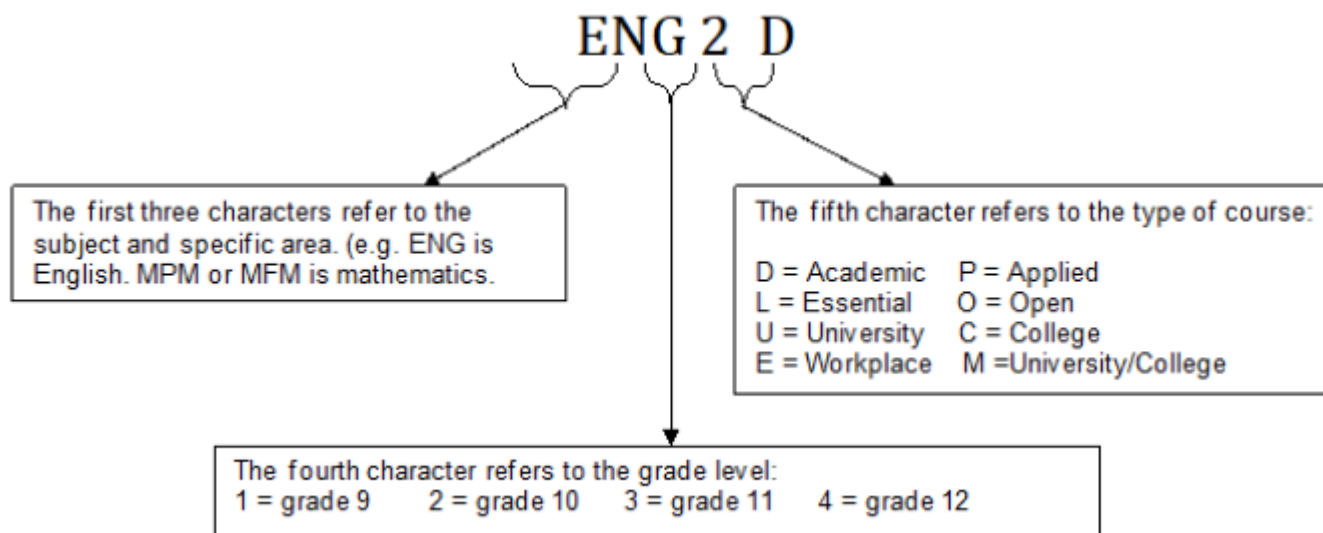 ENG 2 D
The first three characters refer to the
subject and specific area. (e.g. ENG is
English. MPM or MFM is mathematics.
The fifth character refers to the type of course:
D = Academic P = Applied
L = Essential O = Open
U = University C = College
E = Workplace M =University/College
The fourth character refers to the grade level:
1 = grade 9 2 = grade 10 3 = grade 11 4 = grade 12